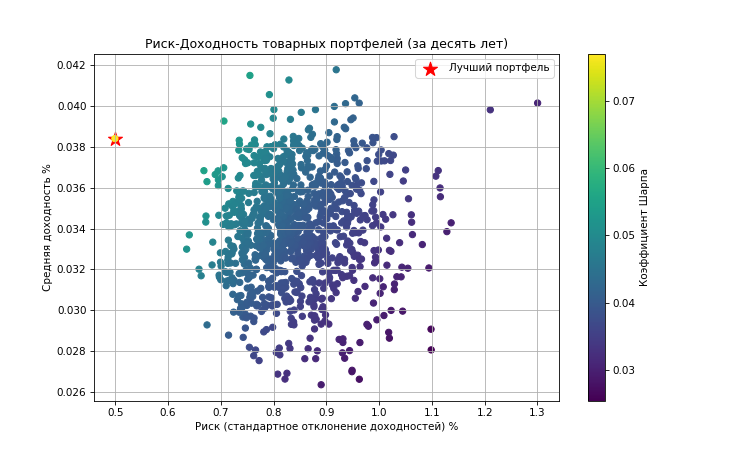 Риск-Доходность товарных портфелей (за десять лет)
Лучший портфель
0.042
0.040
0.038
0.036
0.034
0.032
0.030
0.028
0.026
Средняя доходность %
0.5 0.6 0.7 0.8 0.9 1.0 1.1 1.2 1.3
Риск (стандартное отклонение доходностей) %
0.07
0.06
0.05
0.04
0.03
Коэффициент Шарпа